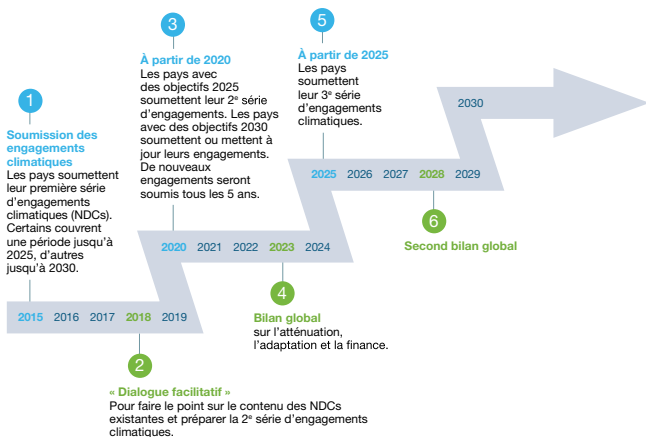 1
Soumission des
engagements
climatiques
Les pays soumettent
leur première série
d'engagements
climatiques (NDCs).
Certains couvrent
une période jusqu'à
2025, d'autres
jusqu'à 2030.
2015 2016 2017 2018 2019
2
« Dialogue facilitatif »
Pour faire le point sur le contenu des NDCs
existantes et préparer la 2e série d'engagements
climatiques.
3
À partir de 2020
Les pays avec
des objectifs 2025
soumettent leur 2e série
d'engagements. Les pays
avec des objectifs 2030
soumettent ou mettent à
jour leurs engagements.
De nouveaux
engagements seront
soumis tous les 5 ans.
2020 2021 2022 2023 2024
4
Bilan global
sur l'atténuation,
l'adaptation et la finance.
5
À partir de 2025
Les pays
soumettent
leur 3e série
d'engagements
climatiques.
2025 2026 2027 2028 2029
6
Second bilan global
2030